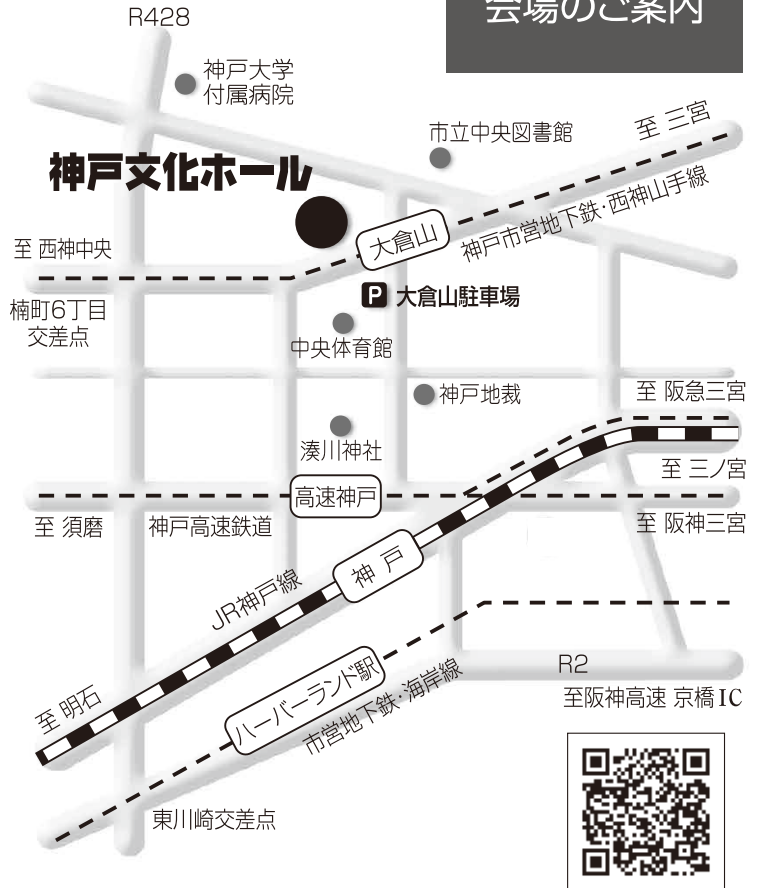 会場のご案内
R428
神戸大学
付属病院
市立中央図書館
至 三宮
神戸文化ホール
大倉山
神戸市営地下鉄・西神山手線
至 西神中央
P 大倉山駐車場
楠町6丁目
交差点
中央体育館
神戸地裁
至 阪急三宮
湊川神社
至 三ノ宮
高速神戸
至 須磨
神戸高速鉄道
至 阪神三宮
神戸
JR神戸線
R2
ハーバーランド駅
市営地下鉄・海岸線
至 明石
至阪神高速 京橋IC
東川崎交差点